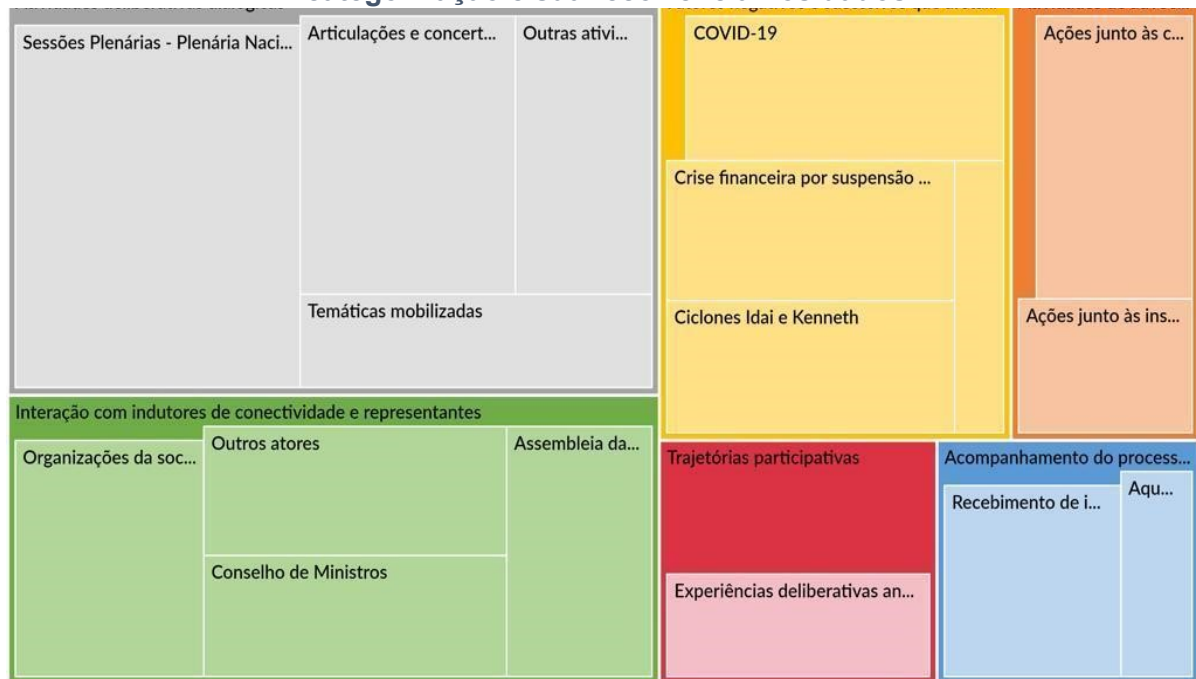 Sessões Plenárias - Plenária Naci...
Articulações e concert...
Outras ativi...
Temáticas mobilizadas
COVID-19
Crise financeira por suspensão ...
Ciclones Idai e Kenneth
Ações junto às c...
Ações junto às ins...
Interação com indutores de conectividade e representantes
Organizações da soc...
Outros atores
Conselho de Ministros
Assembleia da...
Trajetórias participativas
Experiências deliberativas an...
Acompanhamento do process...
Recebimento de i...
Aqu...